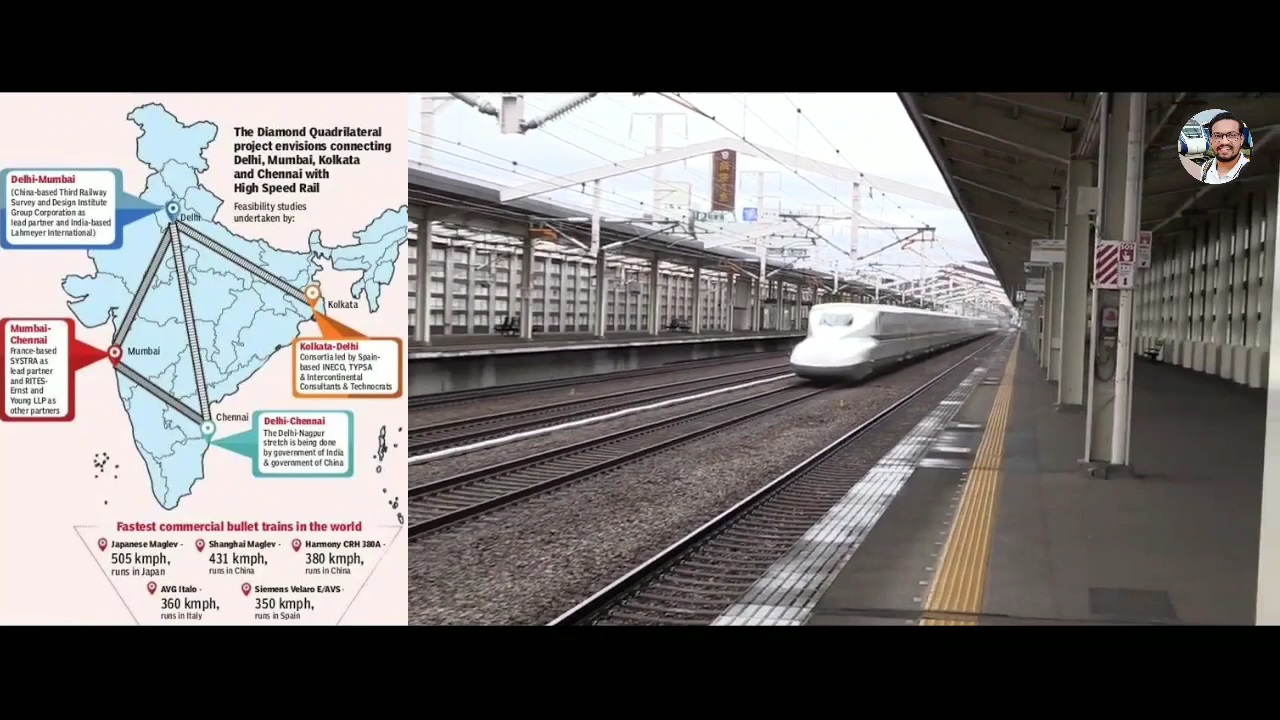 The Diamond Quadrilateral
project envisions connecting
Delhi, Mumbai, Kolkata
and Chennai with
High Speed Rail
Feasibility studies
undertaken by:
Delhi-Mumbai
(China-based Third Railway
Survey and Design Institute
Group Corporation as
lead partner and India-based
Lahmeyer International)
Delhi
Kolkata
Mumbai-
Chennai
France-based
SYSTRA as
lead partner
and RITES-
Ernst and
Young LLP as
other partners
Mumbai
Kolkata-Delhi
Consortia led by Spain-
based INECO, TYPSA
& Intercontinental
Consultants & Technocrats
Chennai
Delhi-Chennai
The Delhi-Nagpur
stretch is being done
by government of India
& government of China
Fastest commercial bullet trains in the world
Japanese Maglev -
505 kmph,
runs in Japan
Shanghai Maglev -
431 kmph,
runs in China
Harmony CRH 380A -
380 kmph,
runs in China
AVG Italo -
360 kmph,
runs in Italy
Siemens Velaro E/AVS -
350 kmph,
runs in Spain
SOS